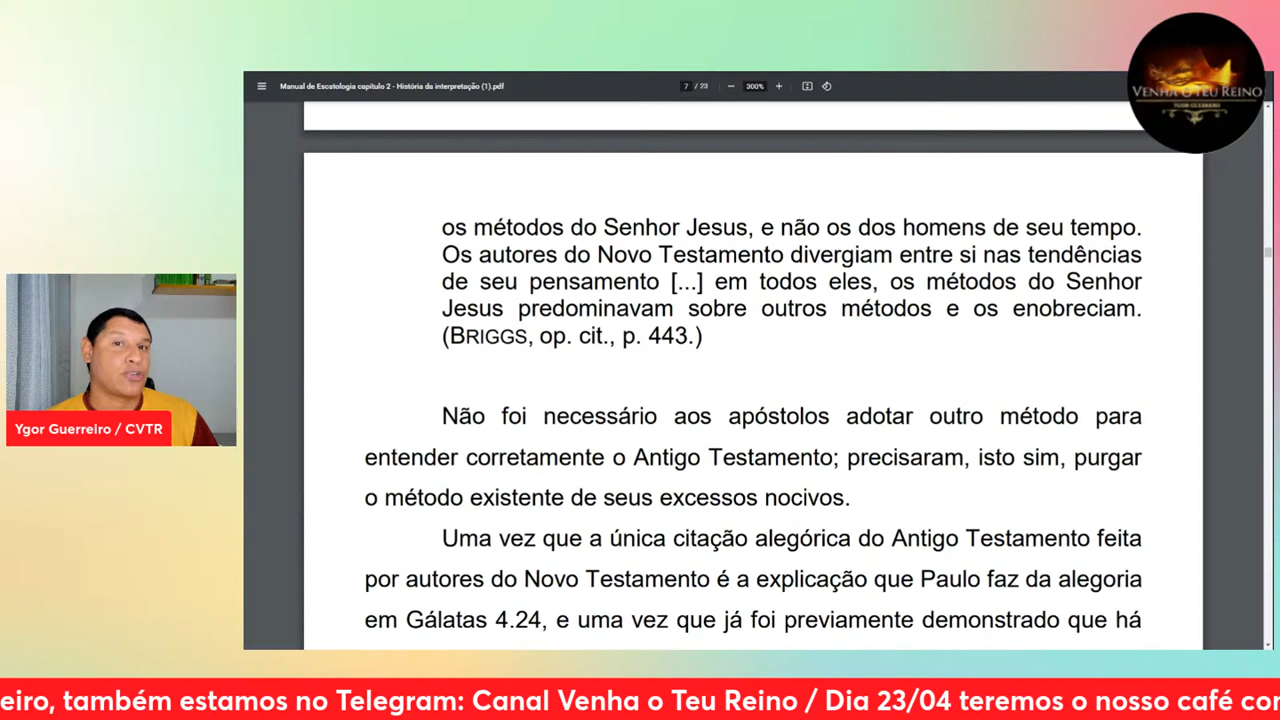 Manual de Escatologia capítulo 2 - História da interpretação (1).pdf
7 / 23
300%
VENHA O TEU REINO
YGOR GUERREIRO
os métodos do Senhor Jesus, e não os dos homens de seu tempo.
Os autores do Novo Testamento divergiam entre si nas tendências
de seu pensamento [...] em todos eles, os métodos do Senhor
Jesus predominavam sobre outros métodos e os enobreciam.
(BRIGGS, op. cit., p. 443.)
Não foi necessário aos apóstolos adotar outro método para
entender corretamente o Antigo Testamento; precisaram, isto sim, purgar
o método existente de seus excessos nocivos.
Uma vez que a única citação alegórica do Antigo Testamento feita
por autores do Novo Testamento é a explicação que Paulo faz da alegoria
em Gálatas 4.24, e uma vez que já foi previamente demonstrado que há
Ygor Guerreiro / CVTR
eiro, também estamos no Telegram: Canal Venha o Teu Reino / Dia 23/04 teremos o nosso café co